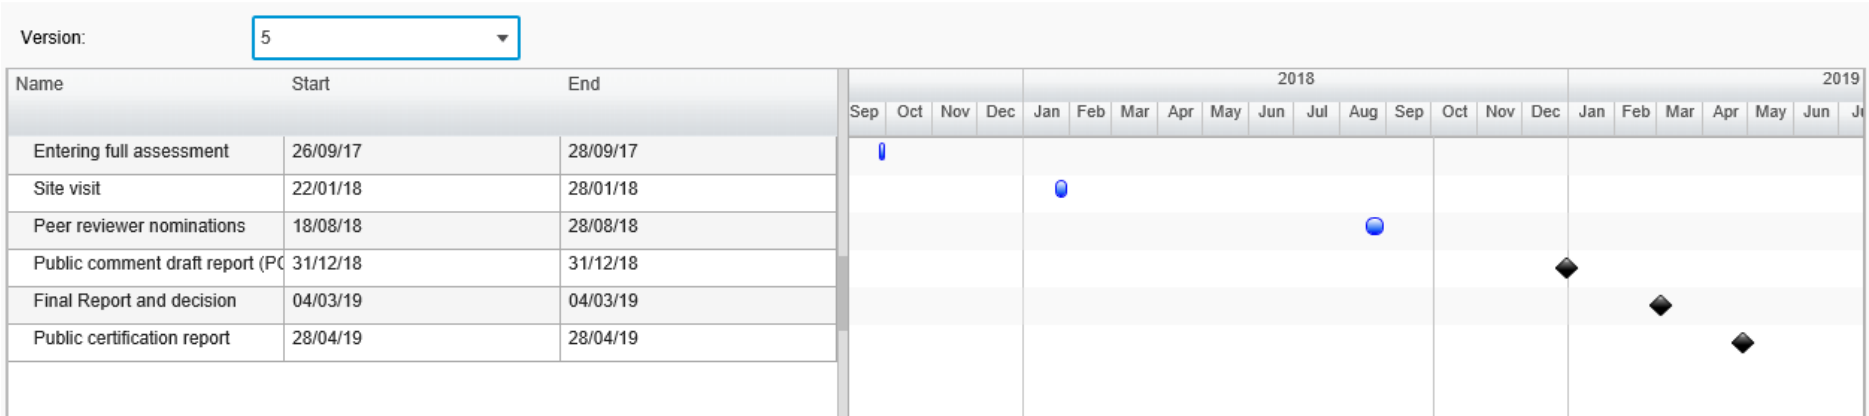 Version: 5
Name Start End
2018 2019
Sep Oct Nov Dec Jan Feb Mar Apr May Jun Jul Aug Sep Oct Nov Dec Jan Feb Mar Apr May Jun
Entering full assessment 26/09/17 28/09/17
Site visit 22/01/18 28/01/18
Peer reviewer nominations 18/08/18 28/08/18
Public comment draft report (PC 31/12/18 31/12/18
Final Report and decision 04/03/19 04/03/19
Public certification report 28/04/19 28/04/19